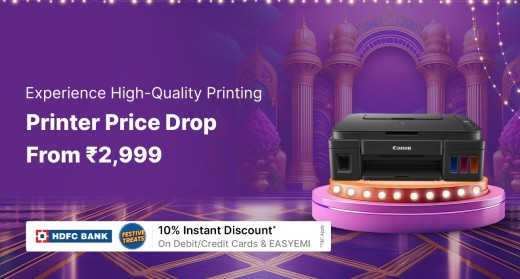 Experience High-Quality Printing
Printer Price Drop
From ₹2,999
Canon
HDFC BANK
FESTIVE
TREATS
10% Instant Discount*
On Debit/Credit Cards & EASYEMI
*T&C Apply